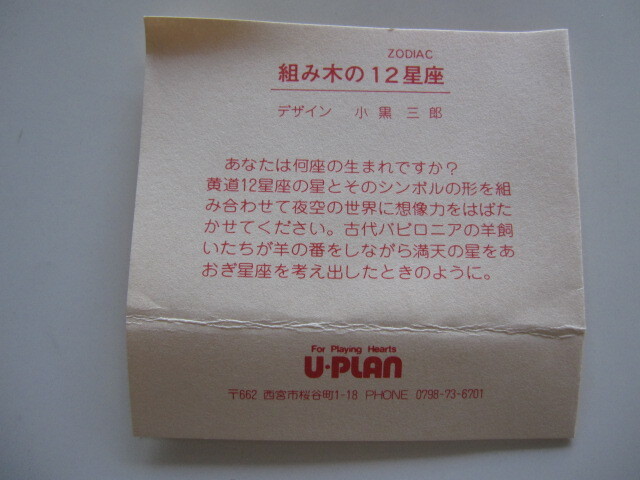 ZODIAC
組み木の12星座
デザイン 小黒三郎
あなたは何座の生まれですか?
黄道12星座の星とそのシンボルの形を組
み合わせて夜空の世界に想像力をはばた
かせてください。古代バビロニアの羊飼
いたちが羊の番をしながら満天の星をあ
おぎ星座を考え出したときのように。
For Playing Hearts
U・PLAN
〒662 西宮市桜谷町1-18 PHONE 0798-73-6701